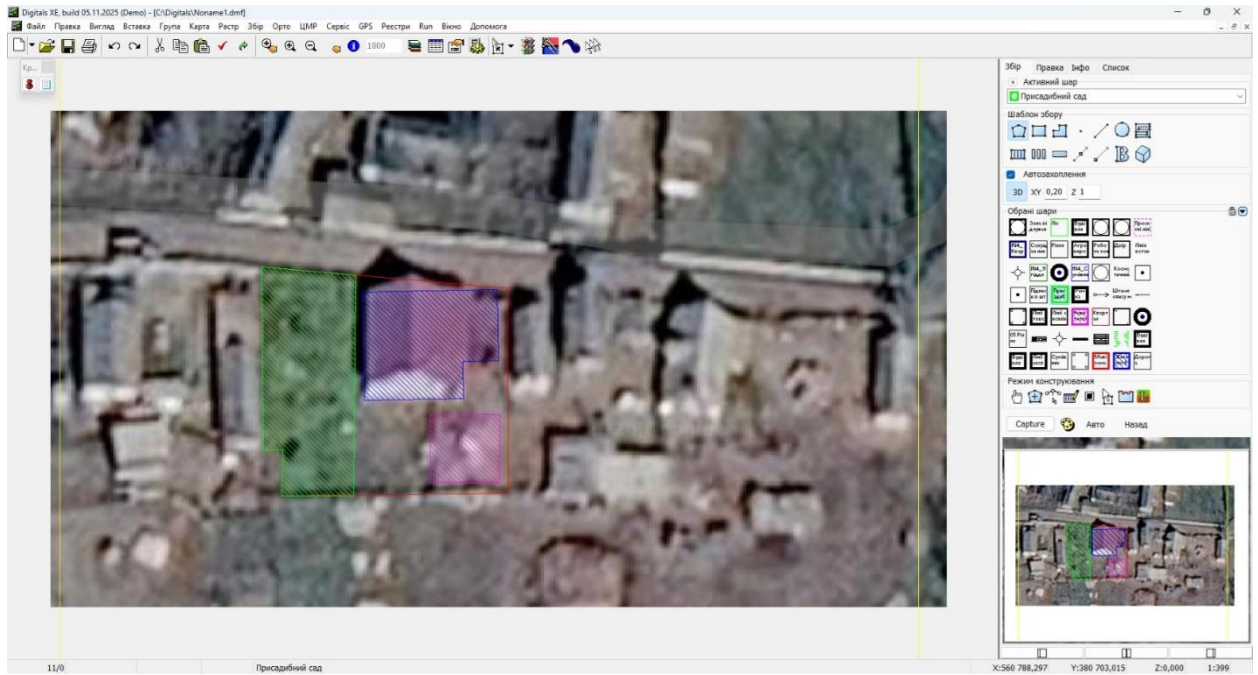 Digitals XE, build 05.11.2025 (Demo) - [C:\Digitals\Noname1.dmf]
Файл Правка Вигляд Вставка Група Карта Растр Збір Орто ЦМР Сервіс GPS Реєстри Run Вікно Допомога
1000
Кр...
Збір Правка Інфо Список
Активний шар
Присадибний сад
Шаблон збору
Автозахоплення
3D XY 0,20 Z 1
Обрані шари
Режим конструювання
Capture Авто Назад
11/0 Присадибний сад X:560 788,297 Y:380 703,015 Z:0,000 1:399